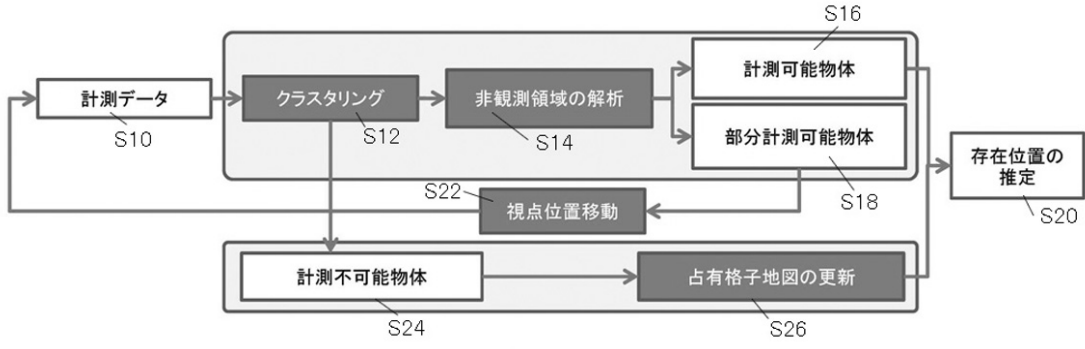 S16
計測可能物体
計測データ
S10
クラスタリング
S12
非観測領域の解析
S14
部分計測可能物体
S18
存在位置の
推定
S20
S22
視点位置移動
計測不可能物体
S24
占有格子地図の更新
S26